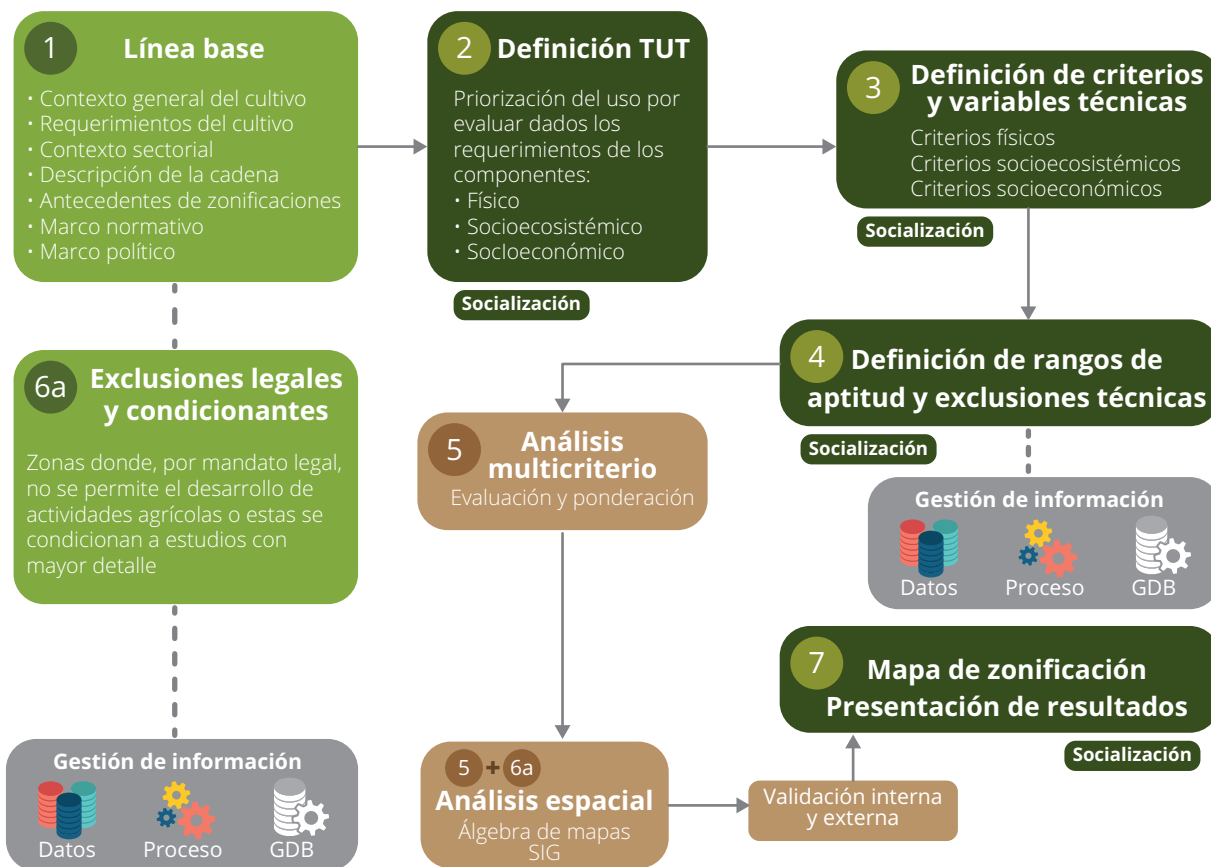 1
Línea base
• Contexto general del cultivo
• Requerimientos del cultivo
• Contexto sectorial
• Descripción de la cadena
• Antecedentes de zonificaciones
• Marco normativo
• Marco político
2
Definición TUT
Priorización del uso por
evaluar dados los
requerimientos de los
componentes:
• Físico
• Socioecosistémico
• Socloeconómico
Socialización
3
Definición de criterios
y variables técnicas
Criterios físicos
Criterios socioecosistémicos
Criterios socioeconómicos
Socialización
4
Definición de rangos de
aptitud y exclusiones técnicas
Socialización
Gestión de información
Datos
Proceso
GDB
5
Análisis
multicriterio
Evaluación y ponderación
6a
Exclusiones legales
y condicionantes
Zonas donde, por mandato legal,
no se permite el desarrollo de
actividades agrícolas o estas se
condicionan a estudios con
mayor detalle
Gestión de información
Datos
Proceso
GDB
5 + 6a
Análisis espacial
Álgebra de mapas
SIG
Validación interna
y externa
7
Mapa de zonificación
Presentación de resultados
Socialización